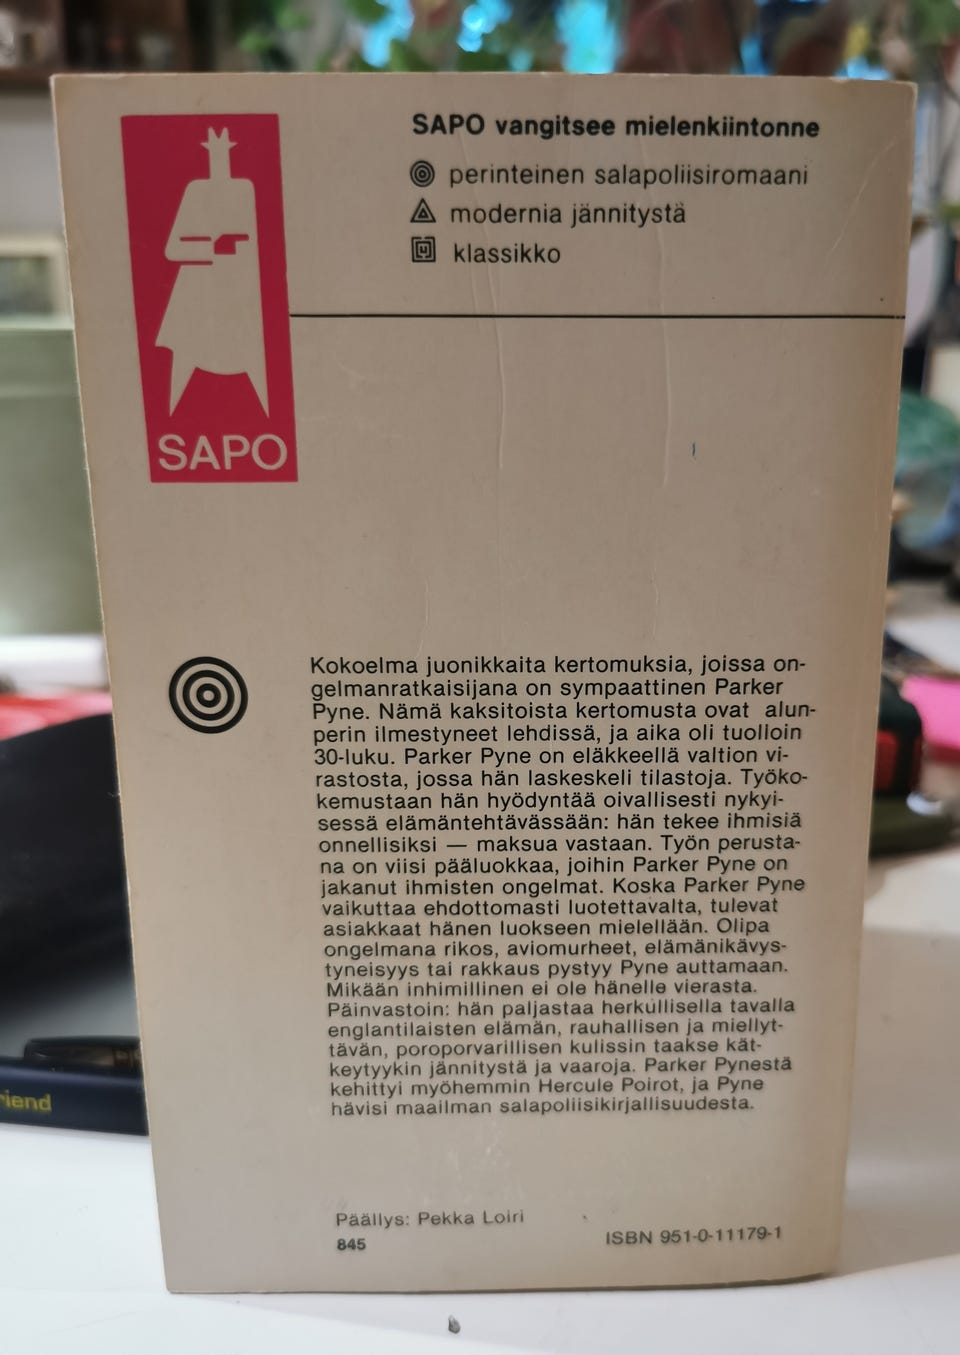 SAPO vangitsee mielenkiintonne
perinteinen salapoliisiromaani
modernia jännitystä
klassikko
SAPO
Kokoelma juonikkaita kertomuksia, joissa on-
gelmanratkaisijana on sympaattinen Parker
Pyne. Nämä kaksitoista kertomusta ovat alun-
perin ilmestyneet lehdissä, ja aika oli tuolloin
30-luku. Parker Pyne on eläkkeellä valtion vi-
rastosta, jossa hän laskeskeli tilastoja. Työko-
kemustaan hän hyödyntää oivallisesti nykyi-
sessä elämäntehtävässään: hän tekee ihmisiä
onnellisiksi — maksua vastaan. Työn perusta-
na on viisi pääluokkaa, joihin Parker Pyne on
jakanut ihmisten ongelmat. Koska Parker Pyne
vaikuttaa ehdottomasti luotettavalta, tulevat
asiakkaat hänen luokseen mielellään. Olipa
ongelmana rikos, aviomurheet, elämänikävys-
tyneisyys tai rakkaus pystyy Pyne auttamaan.
Mikään inhimillinen ei ole hänelle vierasta.
Päinvastoin: hän paljastaa herkullisella tavalla
englantilaisten elämän, rauhallisen ja miellyt-
tävän, poroporvarillisen kulissin taakse kät-
keytyykin jännitystä ja vaaroja. Parker Pynestä
kehittyi myöhemmin Hercule Poirot, ja Pyne
hävisi maailman salapoliisikirjallisuudesta.
riend
Päällys: Pekka Loiri
845
ISBN 951-0-11179-1